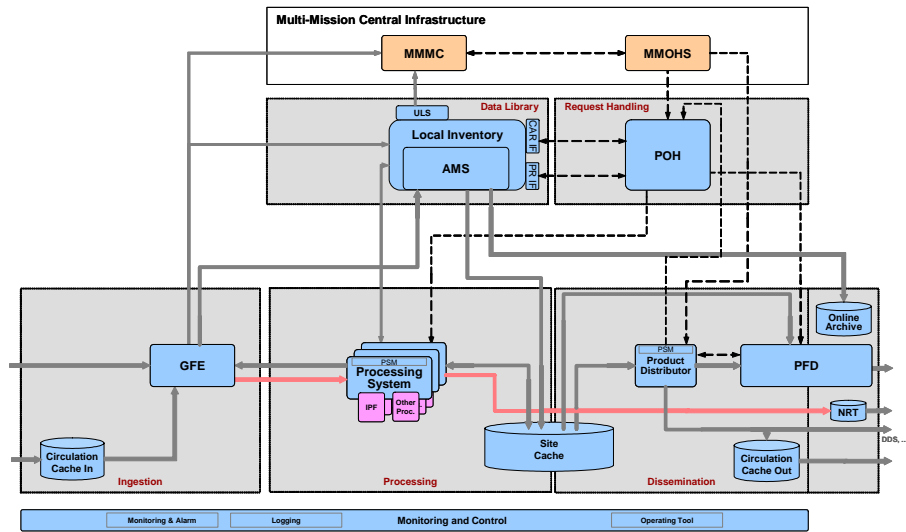 Multi-Mission Central Infrastructure
MMMC
MMOHS
ULS
Data Library
Request Handling
Local Inventory
CAR IF
AMS
PR IF
POH
Online
Archive
GFE
PSM
Processing
System
IPF
Other
Proc.
PSM
Product
Distributor
PFD
NRT
DDS, ..
Circulation
Cache In
Site
Cache
Circulation
Cache Out
Ingestion
Processing
Dissemination
Monitoring & Alarm
Logging
Monitoring and Control
Operating Tool